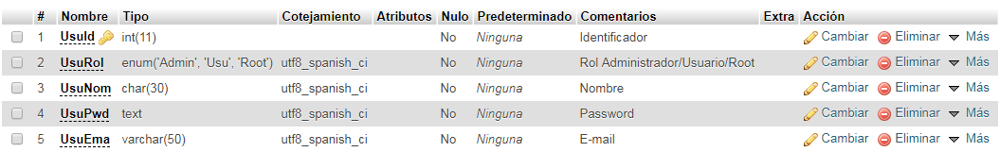 # Nombre Tipo Cotejamiento Atributos Nulo Predeterminado Comentarios Extra Acción
1 UsuId int(11) No Ninguna Identificador Cambiar Eliminar Más
2 UsuRol enum('Admin', 'Usu', 'Root') utf8_spanish_ci No Ninguna Rol Administrador/Usuario/Root Cambiar Eliminar Más
3 UsuNom char(30) utf8_spanish_ci No Ninguna Nombre Cambiar Eliminar Más
4 UsuPwd text utf8_spanish_ci No Ninguna Password Cambiar Eliminar Más
5 UsuEma varchar(50) utf8_spanish_ci No Ninguna E-mail Cambiar Eliminar Más